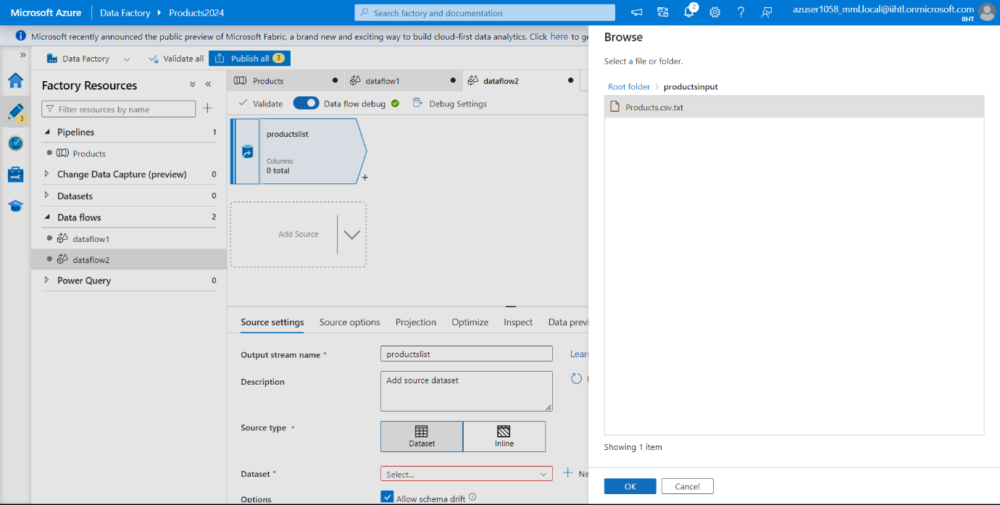 Microsoft Azure
Data Factory
Products2024
Search factory and documentation
2
azuser1058_mml.local@iihtl.onmicrosoft.com
IIHT
Microsoft recently announced the public preview of Microsoft Fabric, a brand new and exciting way to build cloud-first data analytics. Click here to ge
Data Factory
Validate all
Publish all 3
Factory Resources
Filter resources by name
3
Pipelines 1
Products
Change Data Capture (preview) 0
Datasets 0
Data flows 2
dataflow1
dataflow2
Power Query 0
Products
dataflow1
dataflow2
Validate
Data flow debug
Debug Settings
productslist
Columns:
0 total
+
Add Source
Source settings
Source options
Projection
Optimize
Inspect
Data previ
Output stream name *
productslist
Lear
Description
Add source dataset
Source type *
Dataset
Inline
Dataset *
Select...
Ne
Options
Allow schema drift
Browse
Select a file or folder.
Root folder > productsinput
Products.csv.txt
Showing 1 item
OK
Cancel